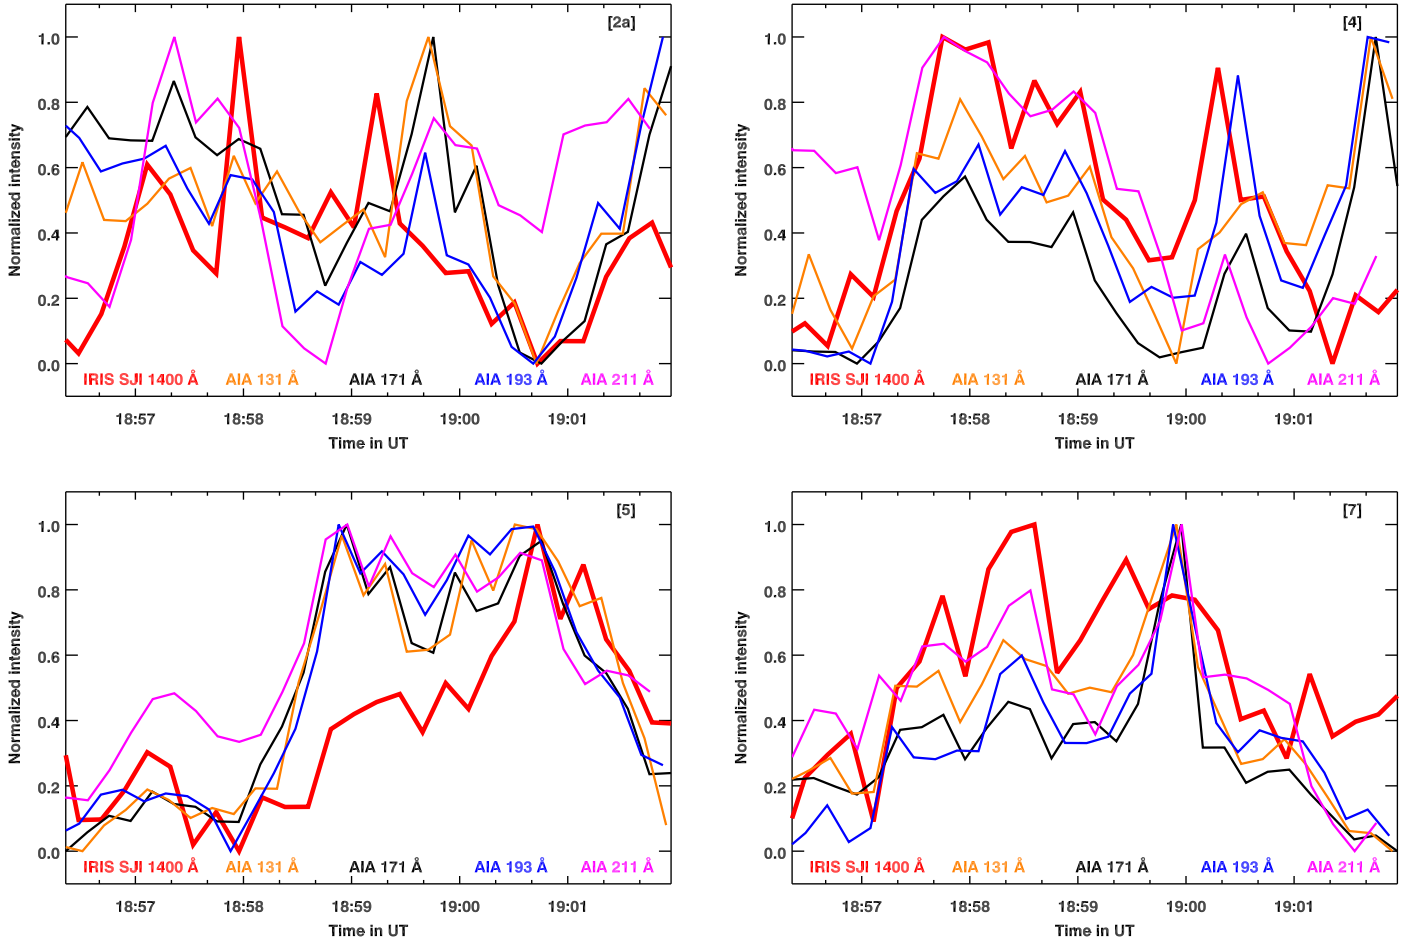 [2a]
1.0
0.8
0.6
0.4
0.2
0.0
Normalized intensity
IRIS SJI 1400 Å AIA 131 Å AIA 171 Å AIA 193 Å AIA 211 Å
18:57 18:58 18:59 19:00 19:01
Time in UT
[4]
1.0
0.8
0.6
0.4
0.2
0.0
Normalized intensity
IRIS SJI 1400 Å AIA 131 Å AIA 171 Å AIA 193 Å AIA 211 Å
18:57 18:58 18:59 19:00 19:01
Time in UT
[5]
1.0
0.8
0.6
0.4
0.2
0.0
Normalized intensity
IRIS SJI 1400 Å AIA 131 Å AIA 171 Å AIA 193 Å AIA 211 Å
18:57 18:58 18:59 19:00 19:01
Time in UT
[7]
1.0
0.8
0.6
0.4
0.2
0.0
Normalized intensity
IRIS SJI 1400 Å AIA 131 Å AIA 171 Å AIA 193 Å AIA 211 Å
18:57 18:58 18:59 19:00 19:01
Time in UT